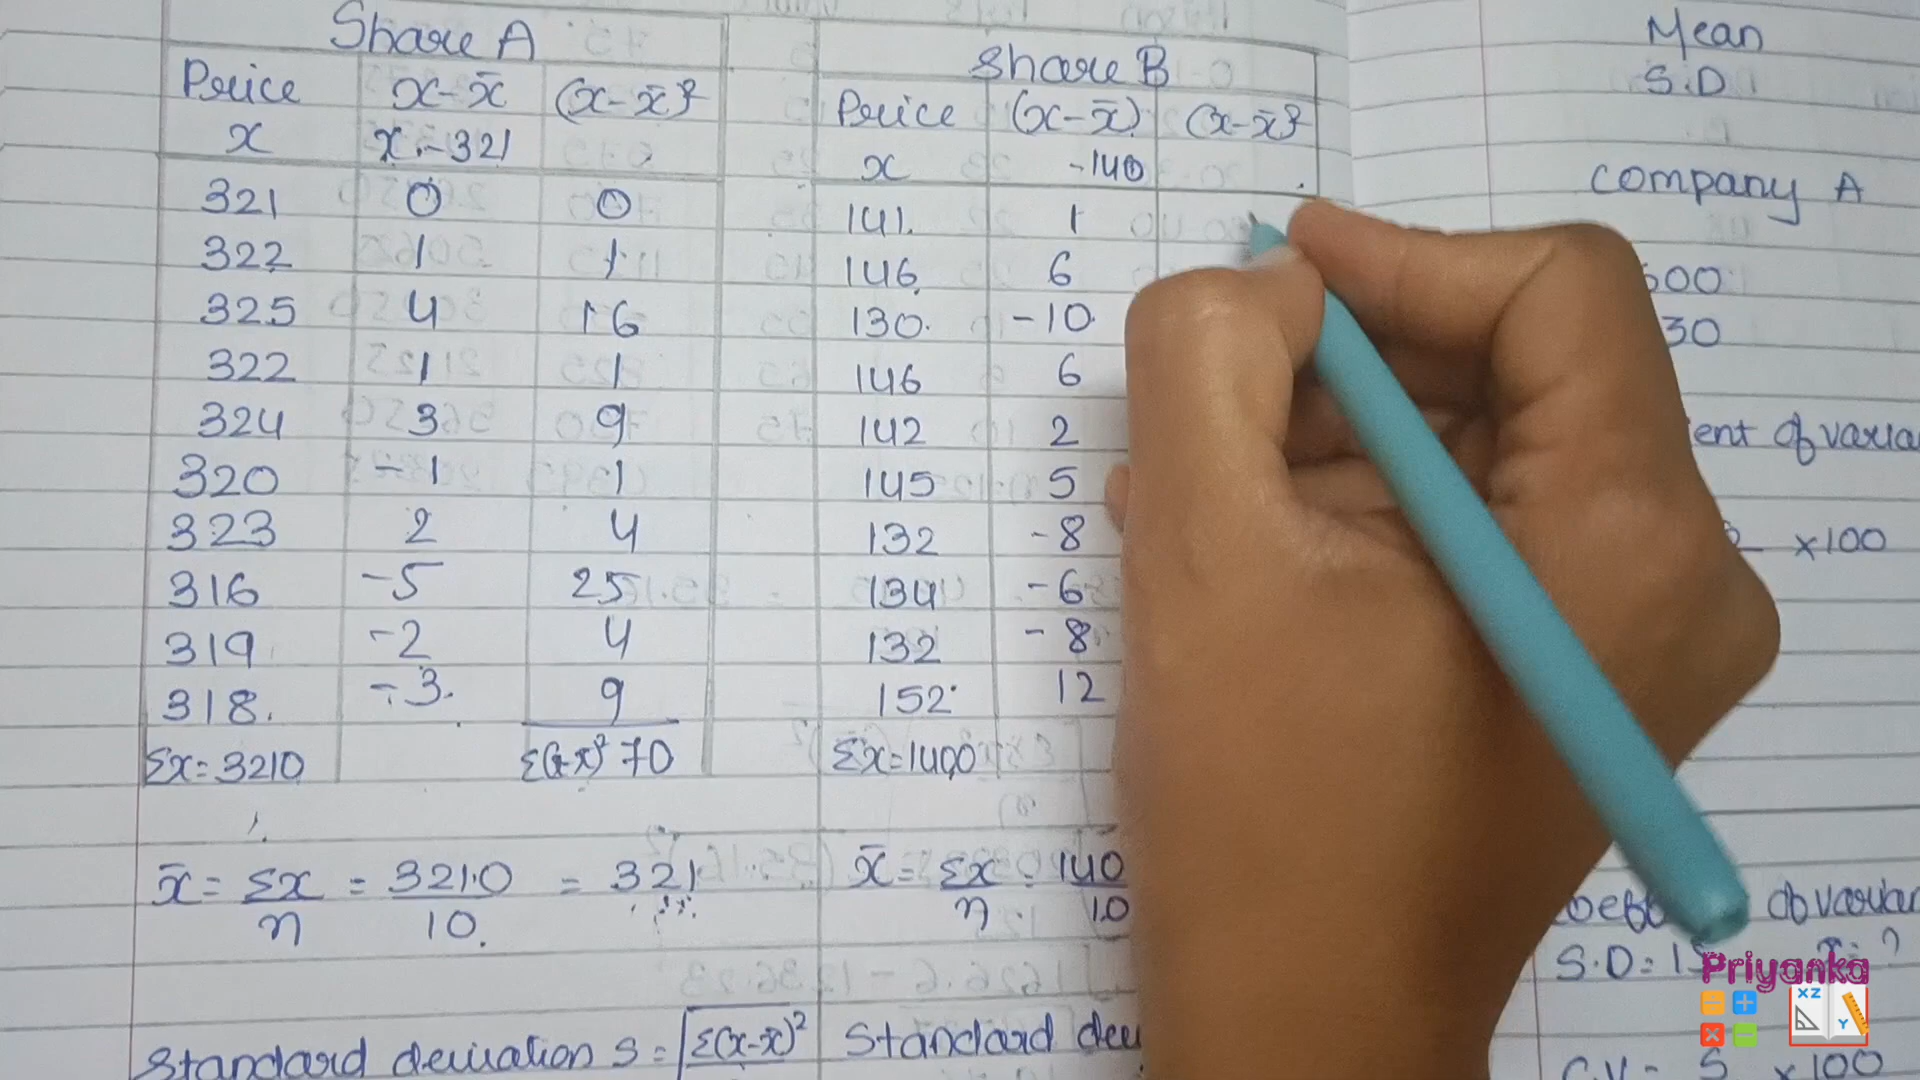 Share A
Price x-x̄ (x-x̄)²
x x-321
321 0 0
322 1 1
325 4 16
322 1 1
324 3 9
320 -1 1
323 2 4
316 -5 25
319 -2 4
318. -3. 9
Σx=3210 Σ(x-x̄)² 70
x̄ = Σx/n = 3210/10. = 321
Standard deviation S = √Σ(x-x̄)²
Share B
Price (x-x̄) (x-x̄)²
x -140
141. 1
146 6
130. -10
146 6
142 2
145 5
132 -8
134 -6
132 -8
152 12
Σx=1400
x̄ = Σx/n 140 / 10
Standard
Mean
S.D
company A
30
x100
S.D=
?
S x100
Priyanka
XZ
Y